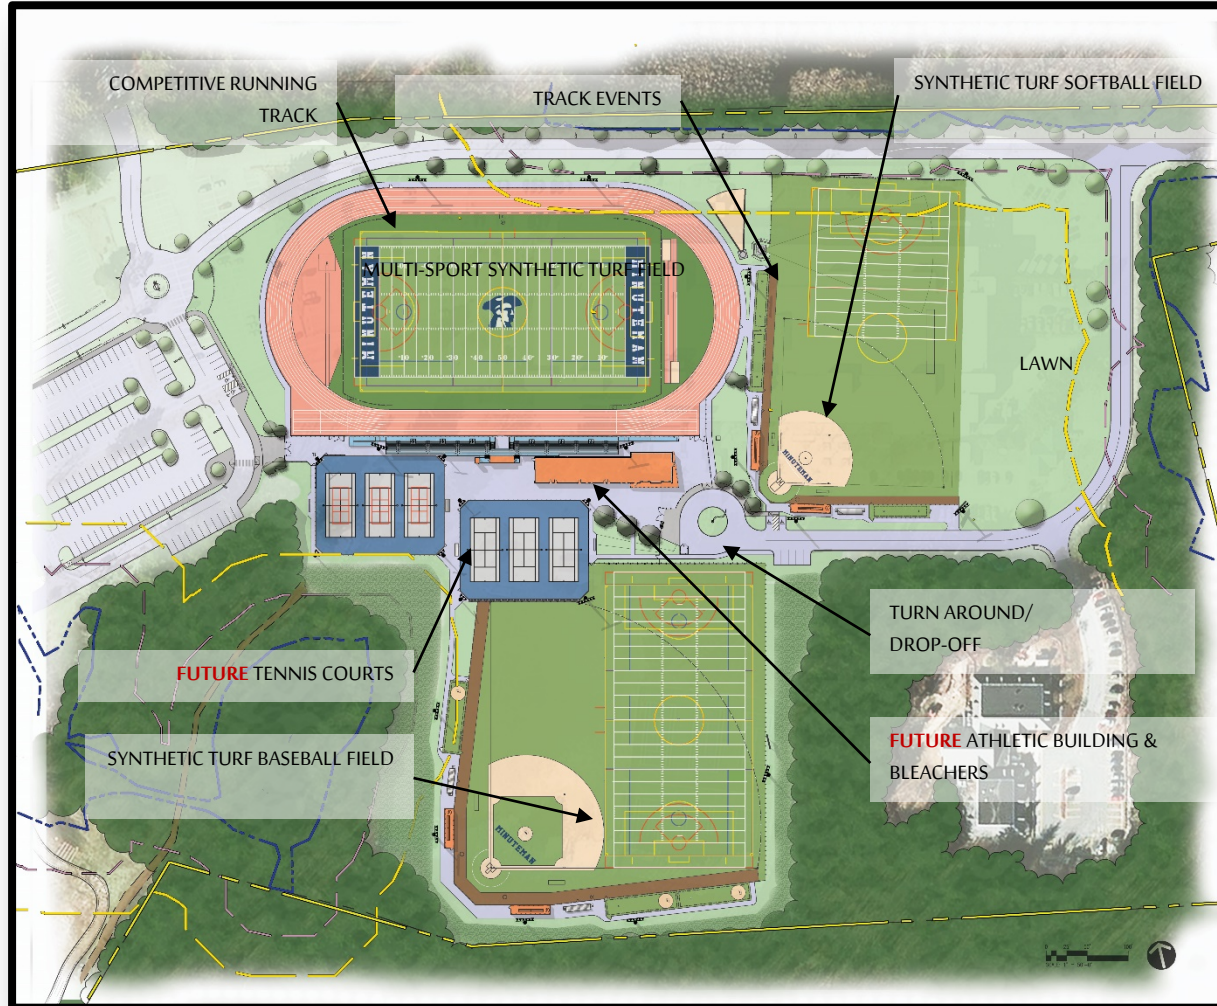 COMPETITIVE RUNNING
TRACK
TRACK EVENTS
SYNTHETIC TURF SOFTBALL FIELD
MULTI-SPORT SYNTHETIC TURF FIELD
MINUTEMAN
MINUTEMAN
LAWN
MINUTEMAN
TURN AROUND/
DROP-OFF
FUTURE TENNIS COURTS
FUTURE ATHLETIC BUILDING &
BLEACHERS
SYNTHETIC TURF BASEBALL FIELD
MINUTEMAN